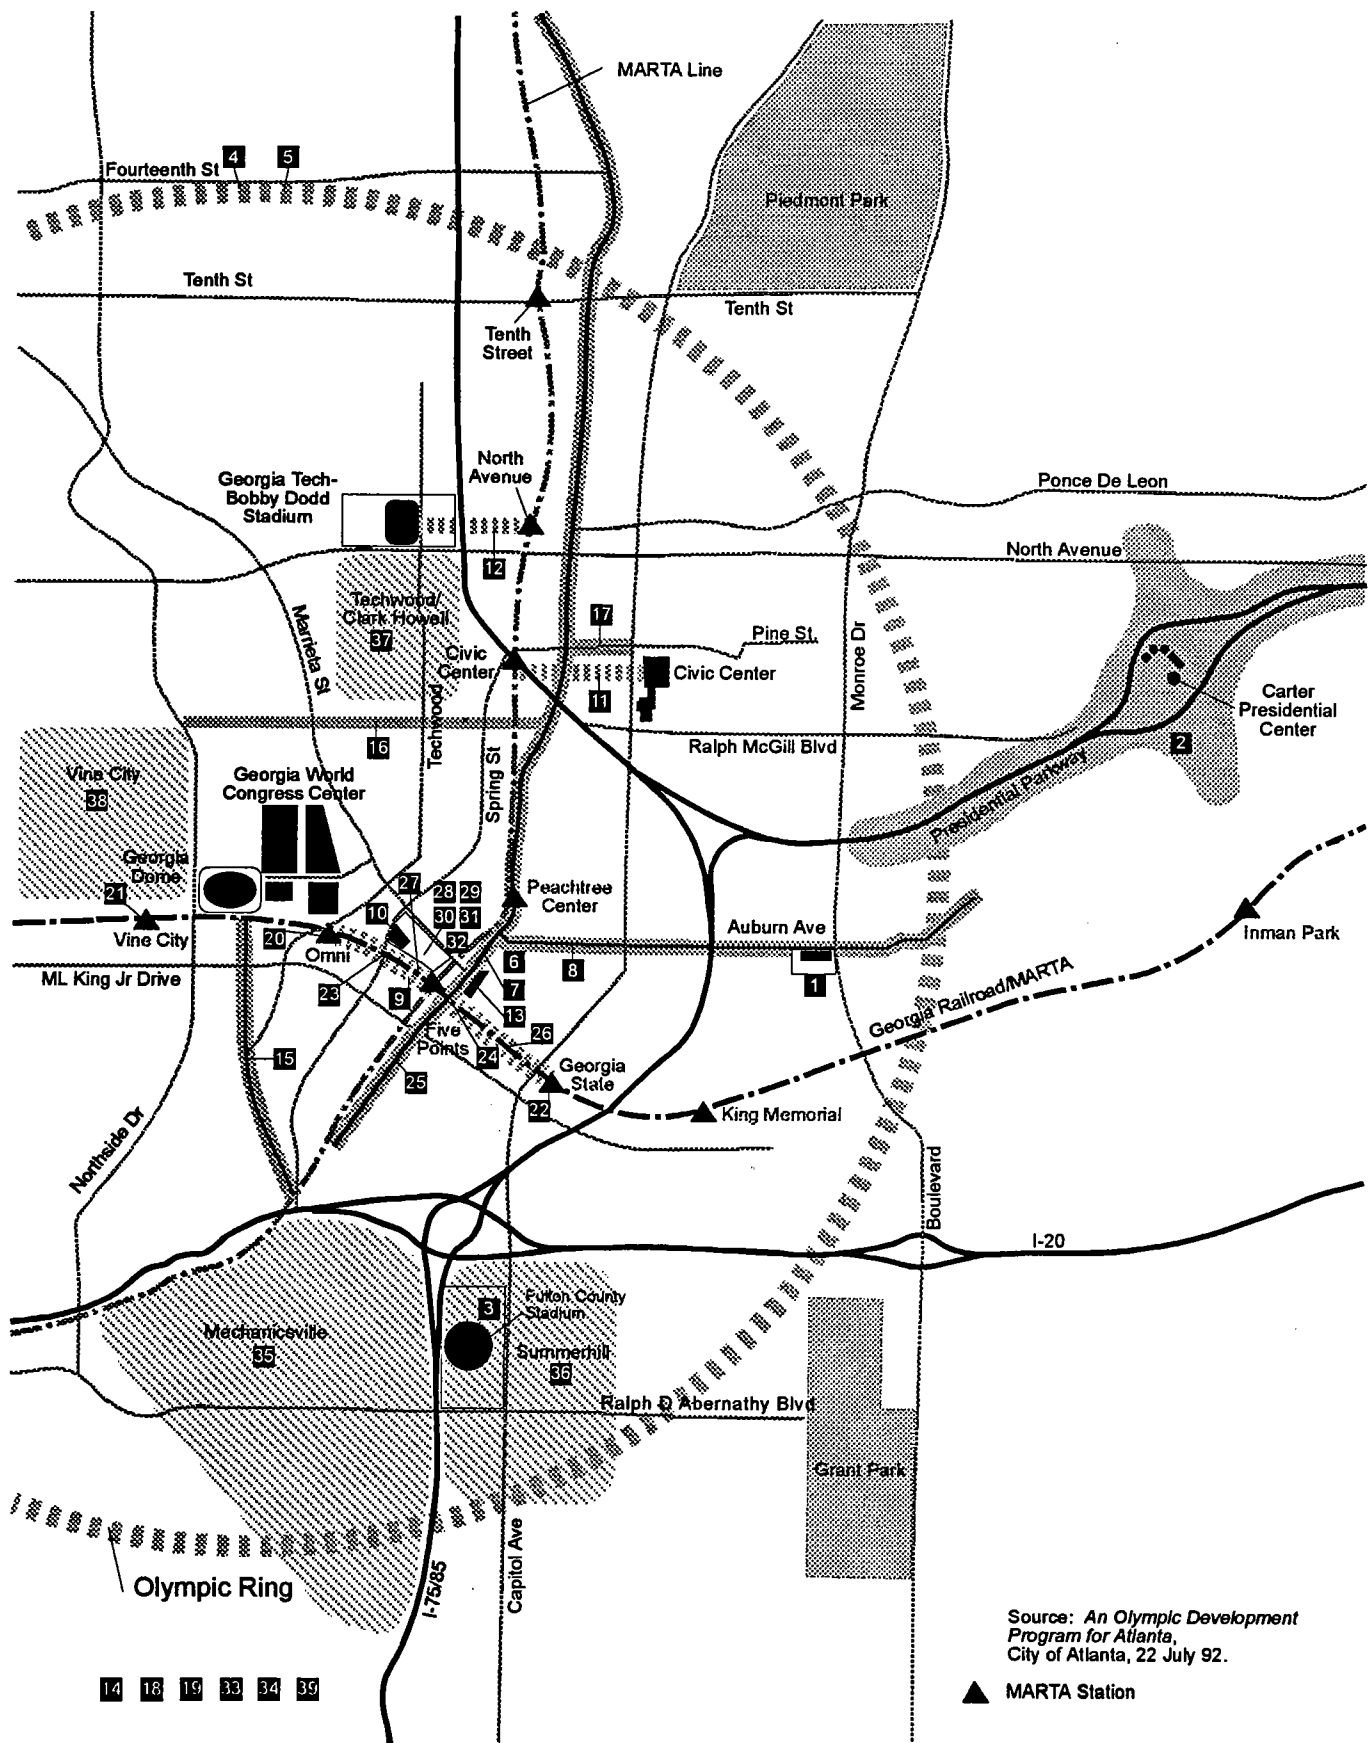 MARTA Line
4 5
Fourteenth St
Piedmont Park
Tenth St
Tenth St
Tenth
Street
North
Avenue
Georgia Tech-
Bobby Dodd
Stadium
Ponce De Leon
North Avenue
12
Techwood/
Clark Howell
37
Marrieta St
17
Pine St.
Monroe Dr
Civic
Center
Civic Center
11
Carter
Presidential
Center
2
Techwood
16
Spring St
Ralph McGill Blvd
Presidential Parkway
Vine City
38
Georgia World
Congress Center
Georgia
Dome
21
Vine City
27
28 29
30 31
32
10
20
Omni
Peachtree
Center
Auburn Ave
Inman Park
ML King Jr Drive
23
9
6
7
8
13
1
Georgia Railroad/MARTA
Five
Points
24
26
15
25
Georgia
State
22
King Memorial
Northside Dr
Boulevard
I-20
3
Fulton County
Stadium
Mechanicsville
35
Summerhill
36
Ralph D Abernathy Blvd
Grant Park
Olympic Ring
I-75/85
Capitol Ave
Source: An Olympic Development
Program for Atlanta,
City of Atlanta, 22 July 92.
14 18 19 33 34 39
MARTA Station